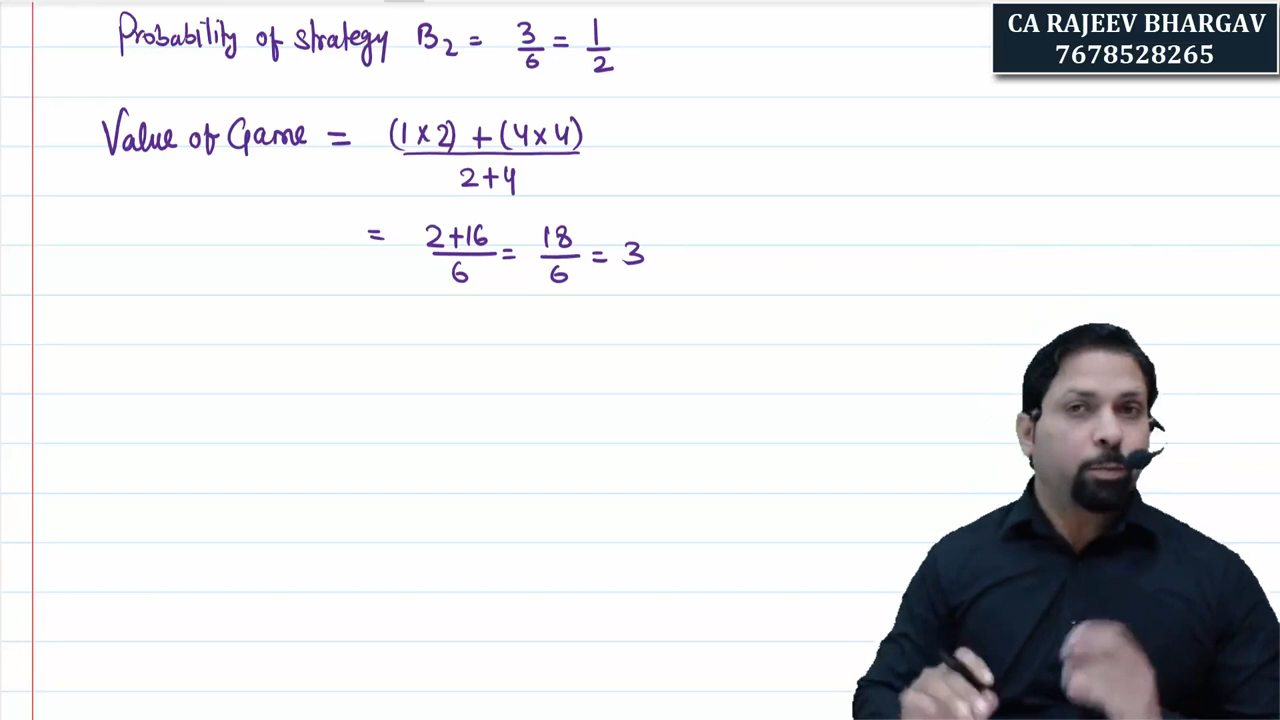 Probability of strategy B₂ = 3/6 = 1/2
CA RAJEEV BHARGAV
7678528265
Value of Game = (1×2) + (4×4) / 2+4
= 2+16 / 6 = 18/6 = 3